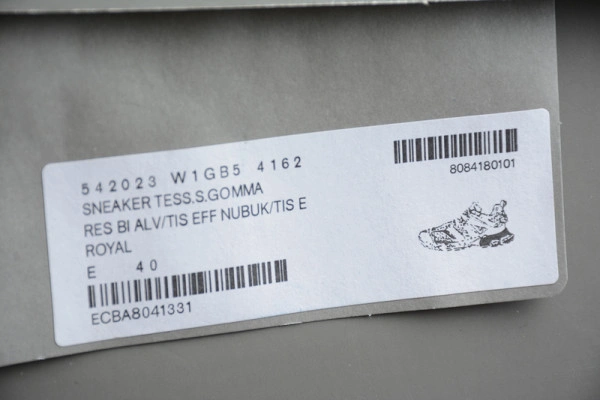 542023 W1GB5 4162
SNEAKER TESS.S.GOMMA
RES BI ALV/TIS EFF NUBUK/TIS E
ROYAL
E 40
ECBA8041331
8084180101